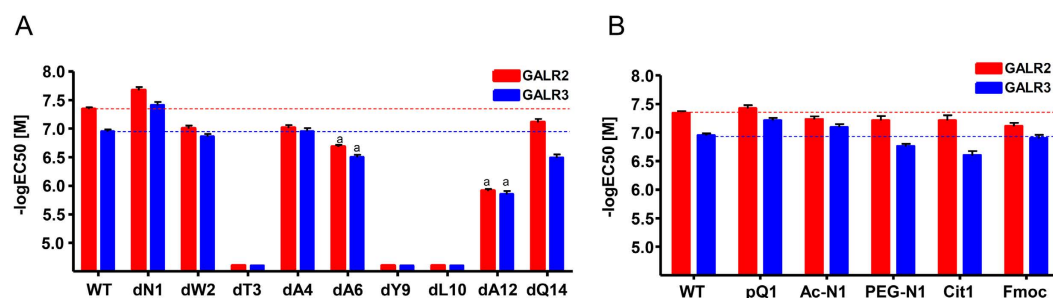 A
B
-logEC50 [M]
8.0
7.5
7.0
6.5
6.0
5.5
5.0
GALR2
GALR3
a a
a a
WT dN1 dW2 dT3 dA4 dA6 dY9 dL10 dA12 dQ14
-logEC50 [M]
8.0
7.5
7.0
6.5
6.0
5.5
5.0
GALR2
GALR3
WT pQ1 Ac-N1 PEG-N1 Cit1 Fmoc